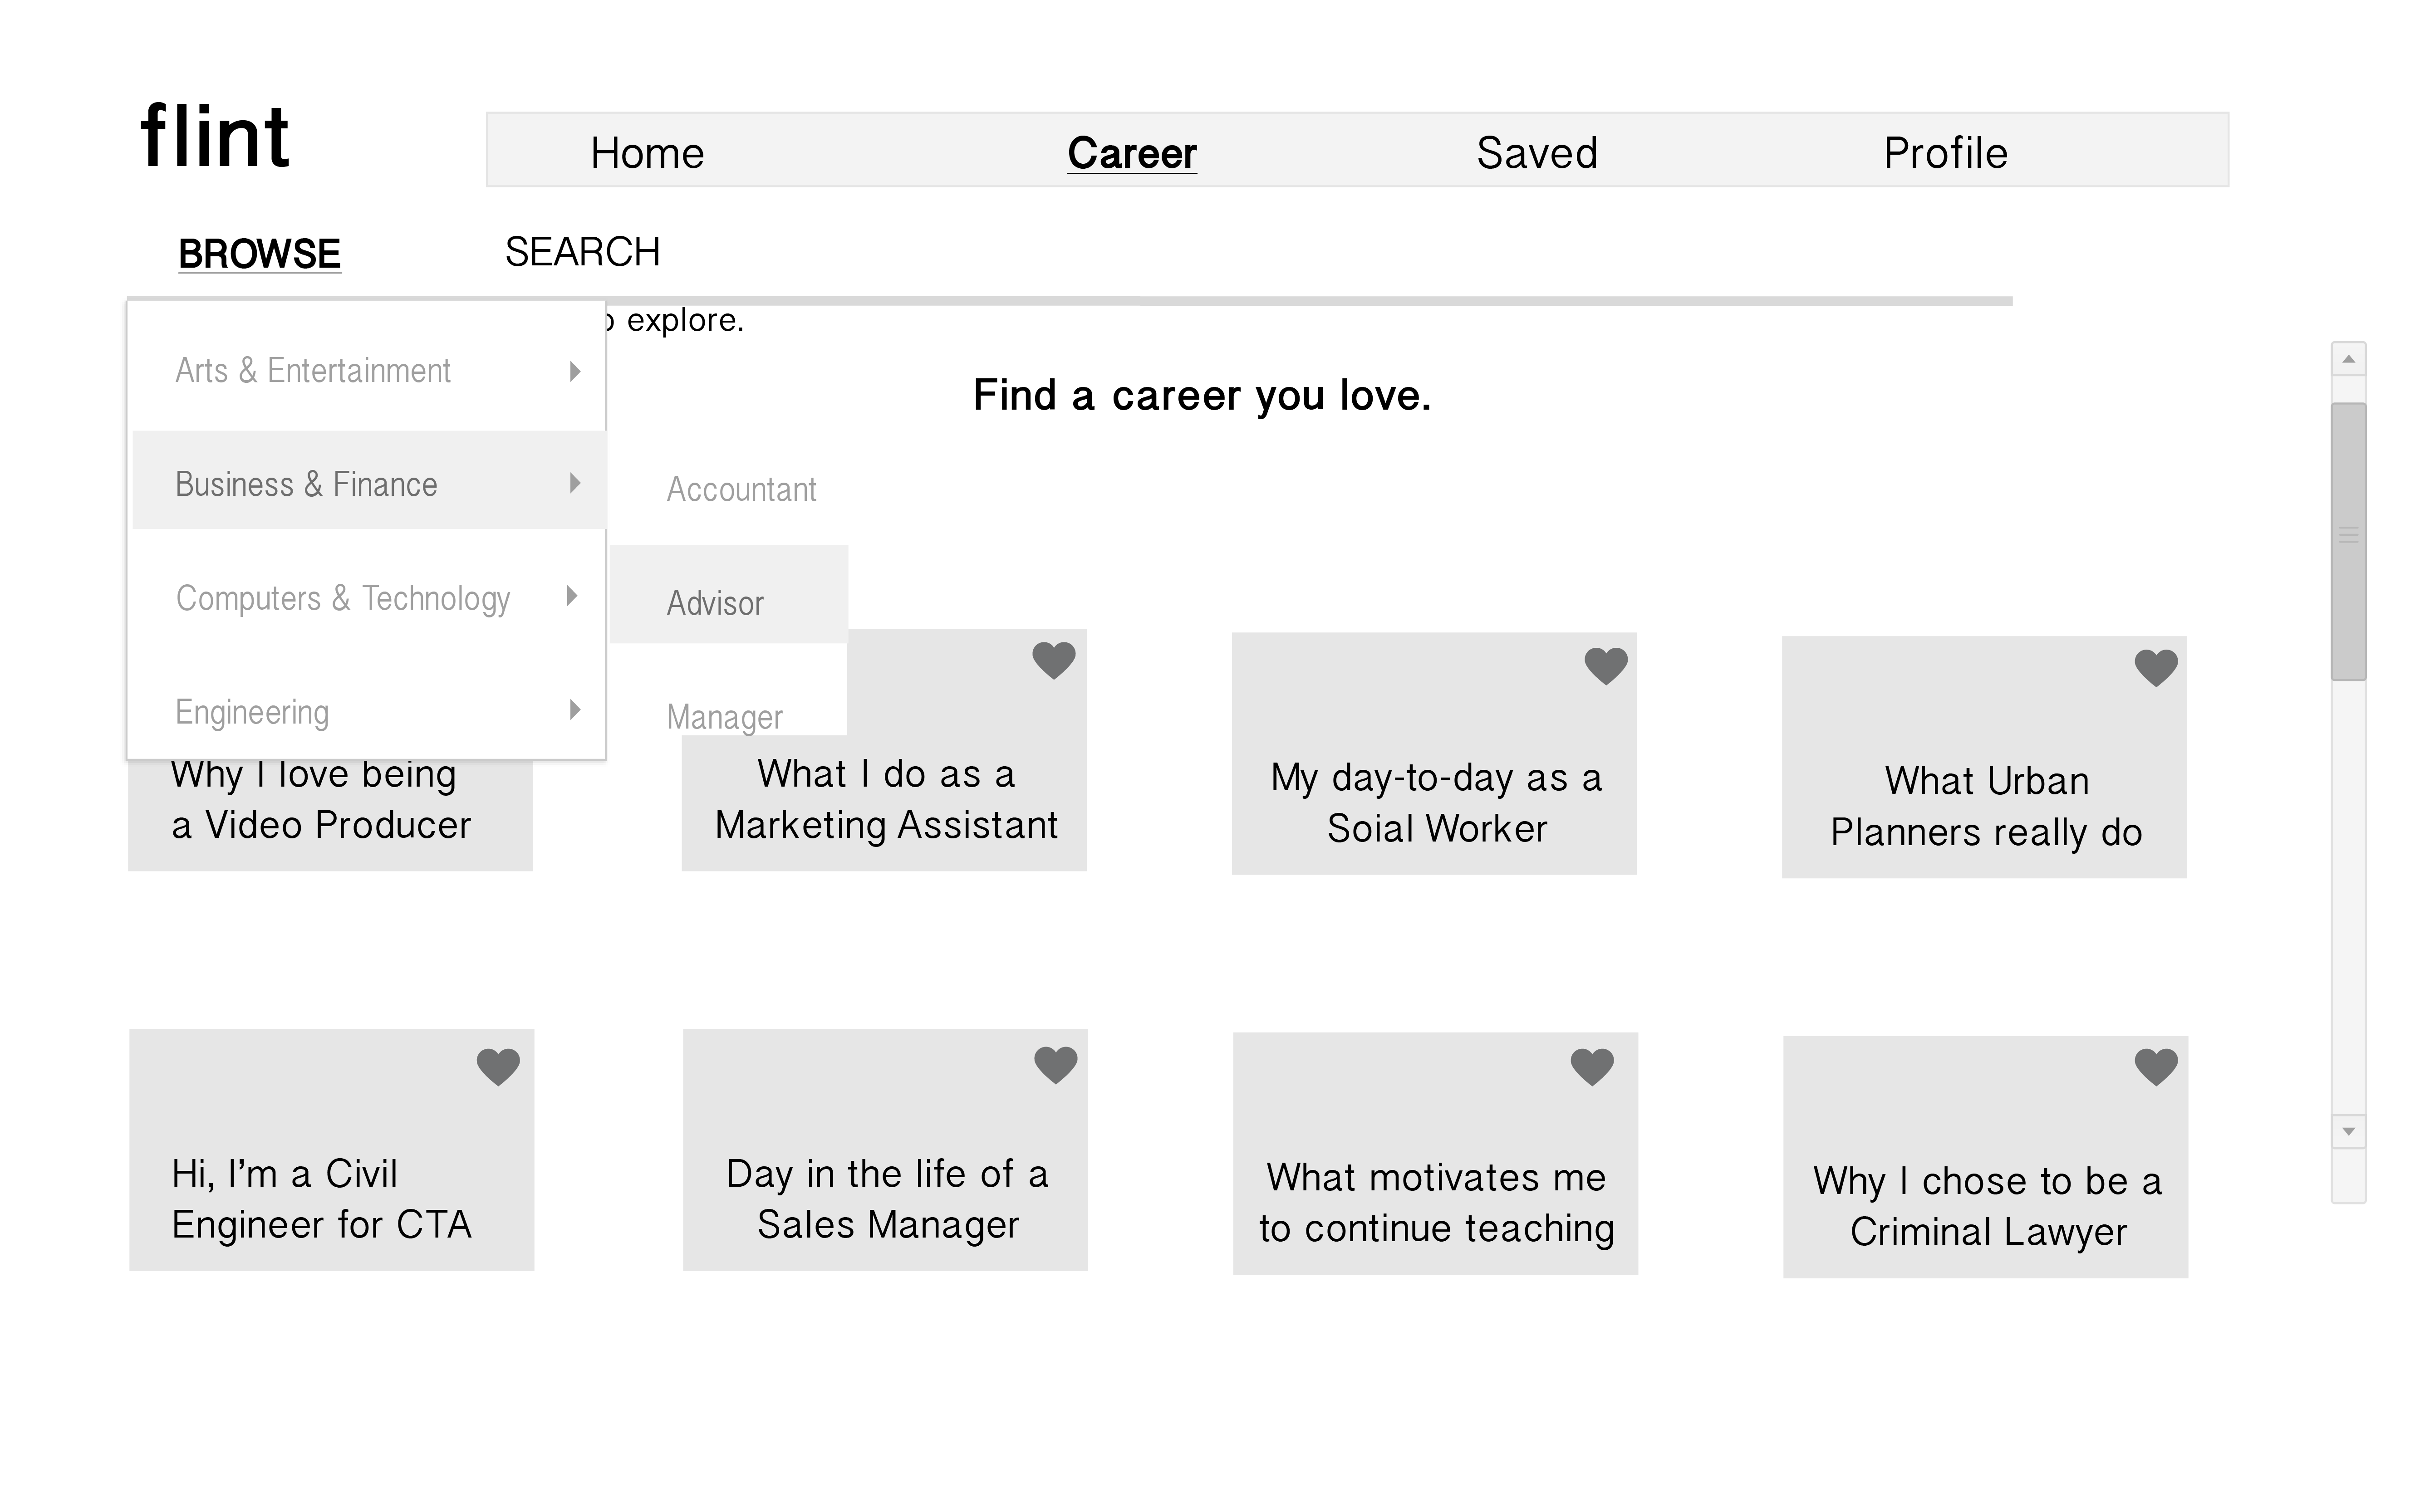 flint
Home
Career
Saved
Profile
BROWSE
SEARCH
explore.
Arts & Entertainment
Find a career you love.
Business & Finance
Accountant
Computers & Technology
Advisor
Engineering
Manager
Why I love being
a Video Producer
What I do as a
Marketing Assistant
My day-to-day as a
Soial Worker
What Urban
Planners really do
Hi, I’m a Civil
Engineer for CTA
Day in the life of a
Sales Manager
What motivates me
to continue teaching
Why I chose to be a
Criminal Lawyer